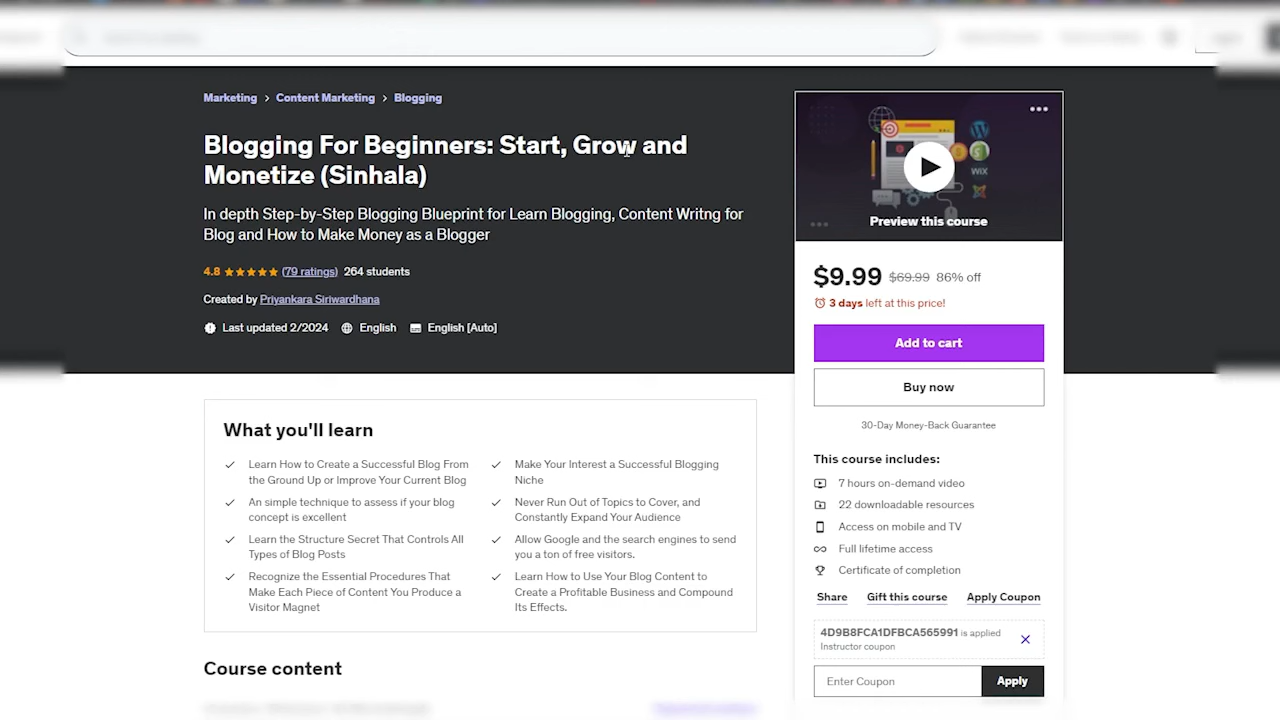 Marketing > Content Marketing > Blogging
Blogging For Beginners: Start, Grow and
Monetize (Sinhala)
In depth Step-by-Step Blogging Blueprint for Learn Blogging, Content Writng for
Blog and How to Make Money as a Blogger
4.8 (79 ratings) 264 students
Created by Priyankara Siriwardhana
Last updated 2/2024 English English [Auto]
WIX
Preview this course
$9.99 $69.99 86% off
3 days left at this price!
Add to cart
Buy now
30-Day Money-Back Guarantee
This course includes:
7 hours on-demand video
22 downloadable resources
Access on mobile and TV
Full lifetime access
Certificate of completion
Share Gift this course Apply Coupon
4D9B8FCA1DFBCA565991 is applied
Instructor coupon
Enter Coupon Apply
What you'll learn
Learn How to Create a Successful Blog From
the Ground Up or Improve Your Current Blog
An simple technique to assess if your blog
concept is excellent
Learn the Structure Secret That Controls All
Types of Blog Posts
Recognize the Essential Procedures That
Make Each Piece of Content You Produce a
Visitor Magnet
Make Your Interest a Successful Blogging
Niche
Never Run Out of Topics to Cover, and
Constantly Expand Your Audience
Allow Google and the search engines to send
you a ton of free visitors.
Learn How to Use Your Blog Content to
Create a Profitable Business and Compound
Its Effects.
Course content